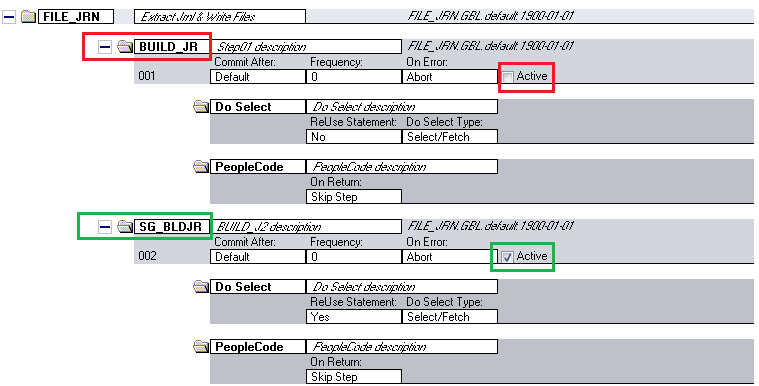 FILE_JRN Extract Jrnl & Write Files FILE_JRN.GBL.default.1900-01-01
BUILD_JR Step01 description FILE_JRN.GBL.default.1900-01-01
Commit After: Frequency: On Error:
001 Default 0 Abort Active
Do Select Do Select description
ReUse Statement: Do Select Type:
No Select/Fetch
PeopleCode PeopleCode description
On Return:
Skip Step
SG_BLDJR BUILD_J2 description FILE_JRN.GBL.default.1900-01-01
Commit After: Frequency: On Error:
002 Default 0 Abort Active
Do Select Do Select description
ReUse Statement: Do Select Type:
Yes Select/Fetch
PeopleCode PeopleCode description
On Return:
Skip Step